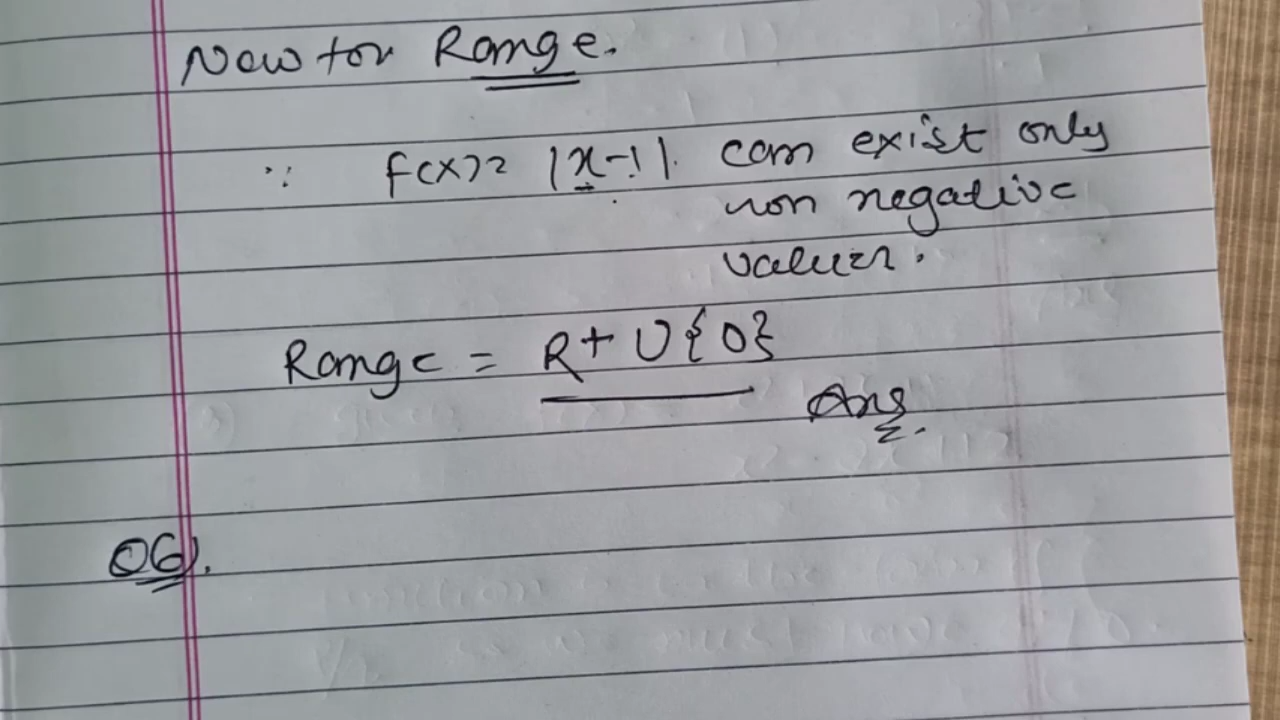 Now for Range.
∵ f(x)= |x-1|. can exist only
non negative
values.
Range = R+ U {0}
Ans
Q6).